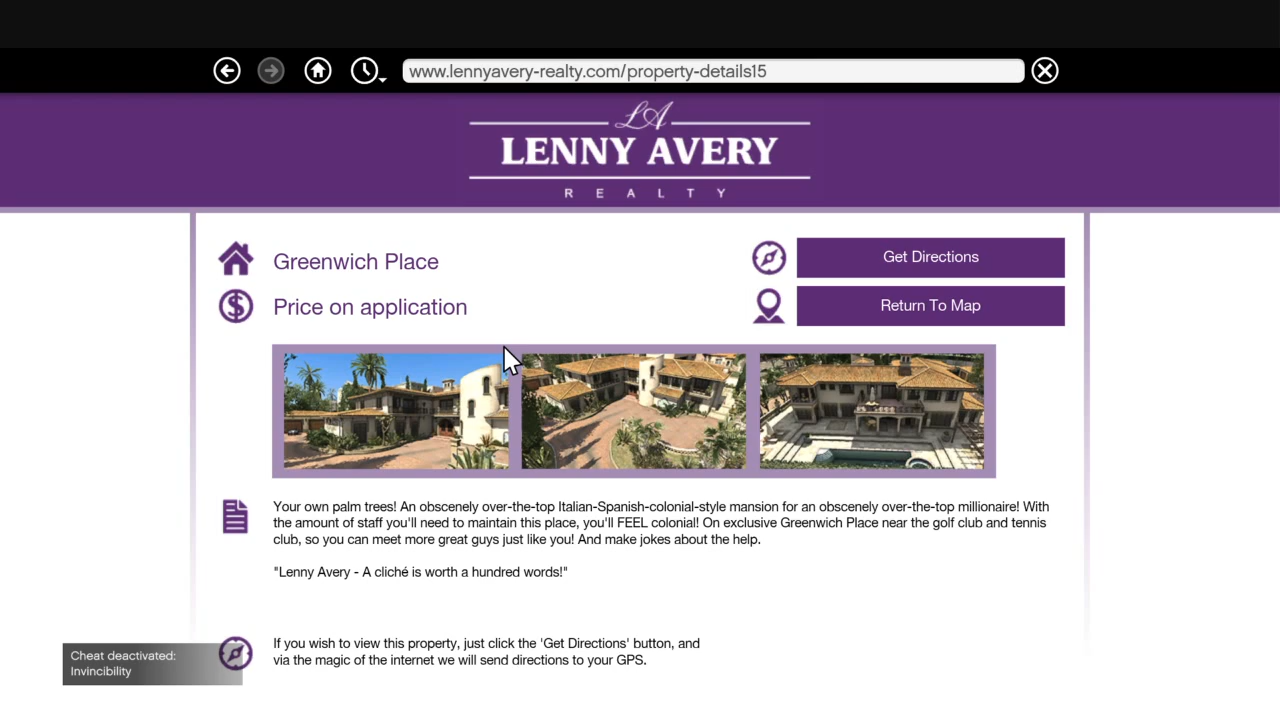 www.lennyavery-realty.com/property-details15
LA
LENNY AVERY
REALTY
Greenwich Place
Get Directions
Price on application
Return To Map
Your own palm trees! An obscenely over-the-top Italian-Spanish-colonial-style mansion for an obscenely over-the-top millionaire! With
the amount of staff you'll need to maintain this place, you'll FEEL colonial! On exclusive Greenwich Place near the golf club and tennis
club, so you can meet more great guys just like you! And make jokes about the help.
"Lenny Avery - A cliché is worth a hundred words!"
If you wish to view this property, just click the 'Get Directions' button, and
via the magic of the internet we will send directions to your GPS.
Cheat deactivated:
Invincibility